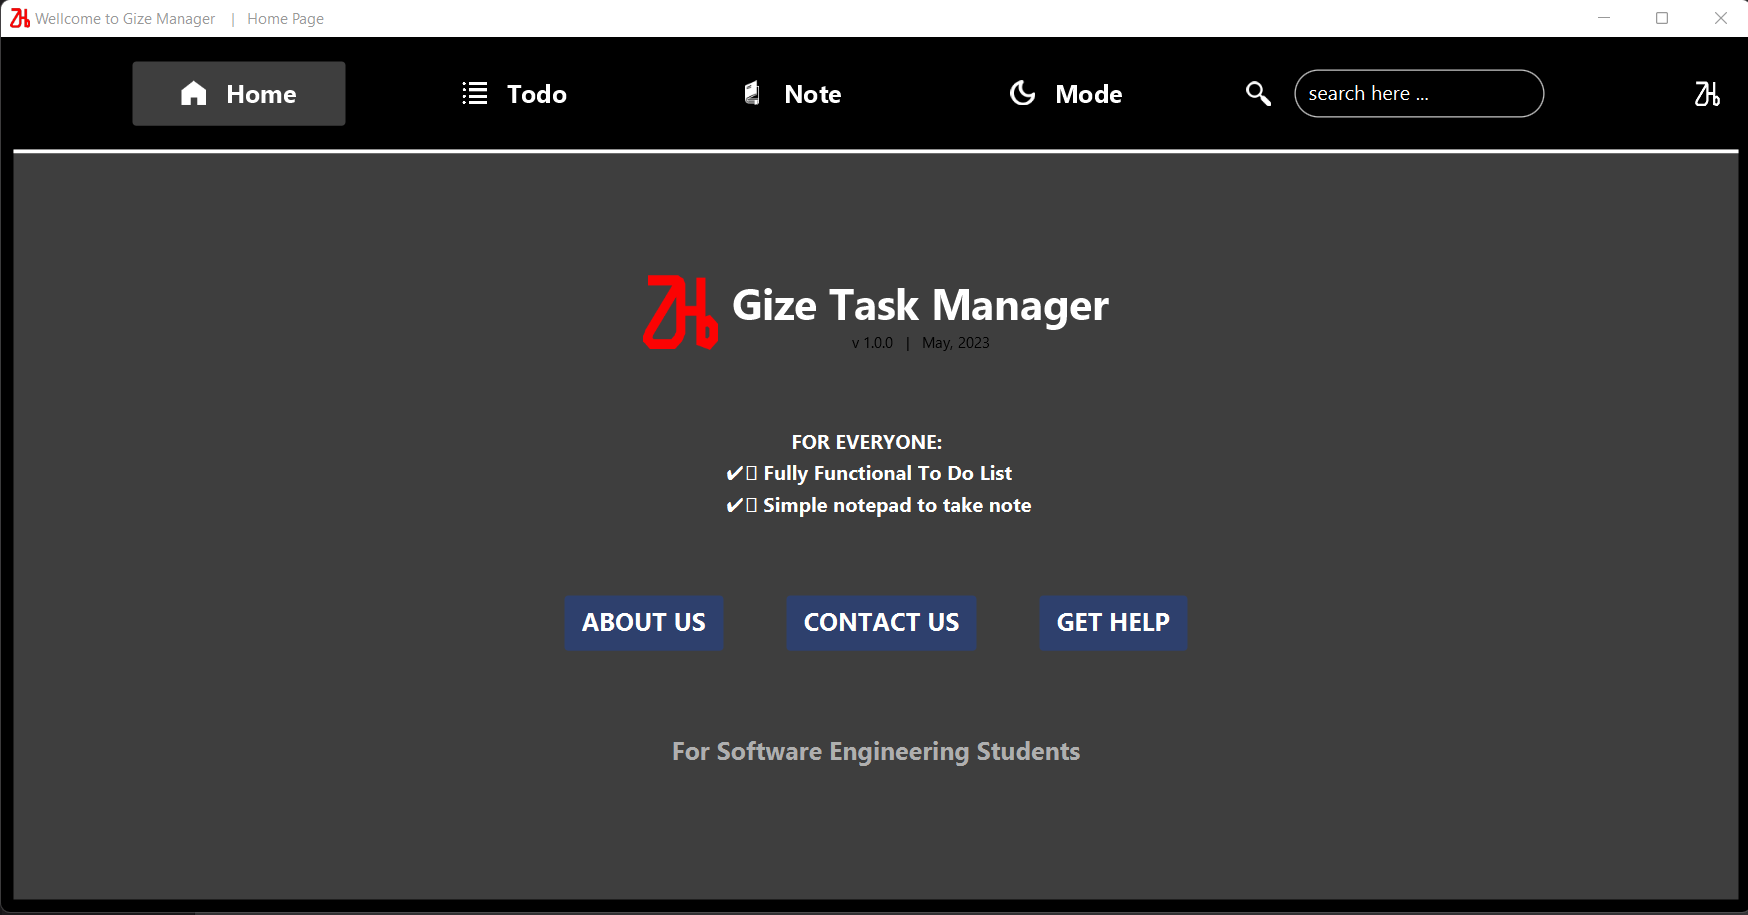 Wellcome to Gize Manager | Home Page
Home
Todo
Note
Mode
search here ...
Gize Task Manager
v 1.0.0 | May, 2023
FOR EVERYONE:
✔▯ Fully Functional To Do List
✔▯ Simple notepad to take note
ABOUT US
CONTACT US
GET HELP
For Software Engineering Students